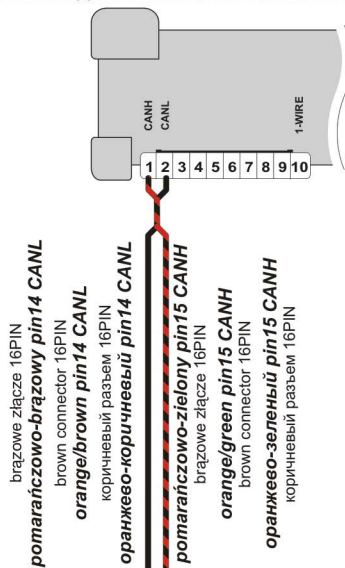 CANH
CANL
1-WIRE
1 2 3 4 5 6 7 8 9 10
brązowe złącze 16PIN
pomarańczowo-brązowy pin14 CANL
brown connector 16PIN
orange/brown pin14 CANL
коричневый разъем 16PIN
оранжево-коричневый pin14 CANL
pomarańczowo-zielony pin15 CANH
brązowe złącze 16PIN
orange/green pin15 CANH
brown connector 16PIN
оранжево-зеленый pin15 CANH
коричневый разъем 16PIN